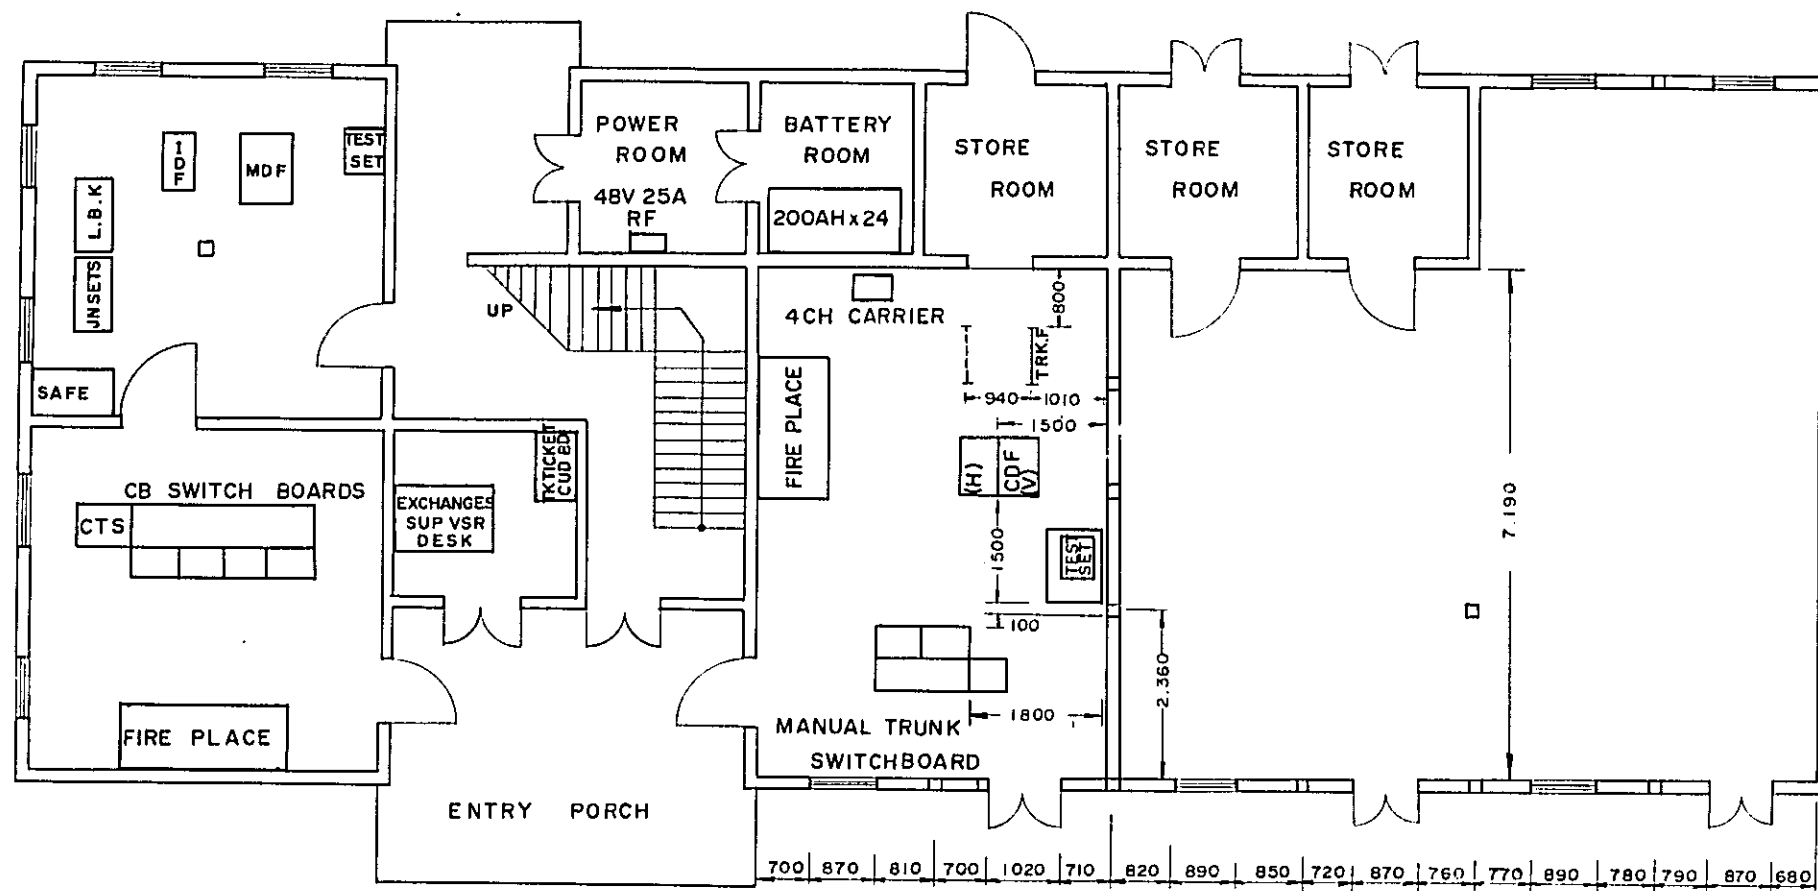 POWER
ROOM
48V 25A
RF
BATTERY
ROOM
200AH x 24
STORE
ROOM
STORE
ROOM
STORE
ROOM
IDF
MDF
TEST
SET
L.B.K
JNSETS
SAFE
UP
4CH CARRIER
800
TRK.F
940
1010
1500
FIRE PLACE
(H)
CDF
(V)
1500
TEST
SET
100
7.190
2.360
CB SWITCH BOARDS
CTS
TKTICKET
CUD BD
EXCHANGES
SUP VSR
DESK
FIRE PLACE
1800
MANUAL TRUNK
SWITCHBOARD
ENTRY PORCH
700 870 810 700 1020 710 820 890 850 720 870 760 770 890 780 790 870 680